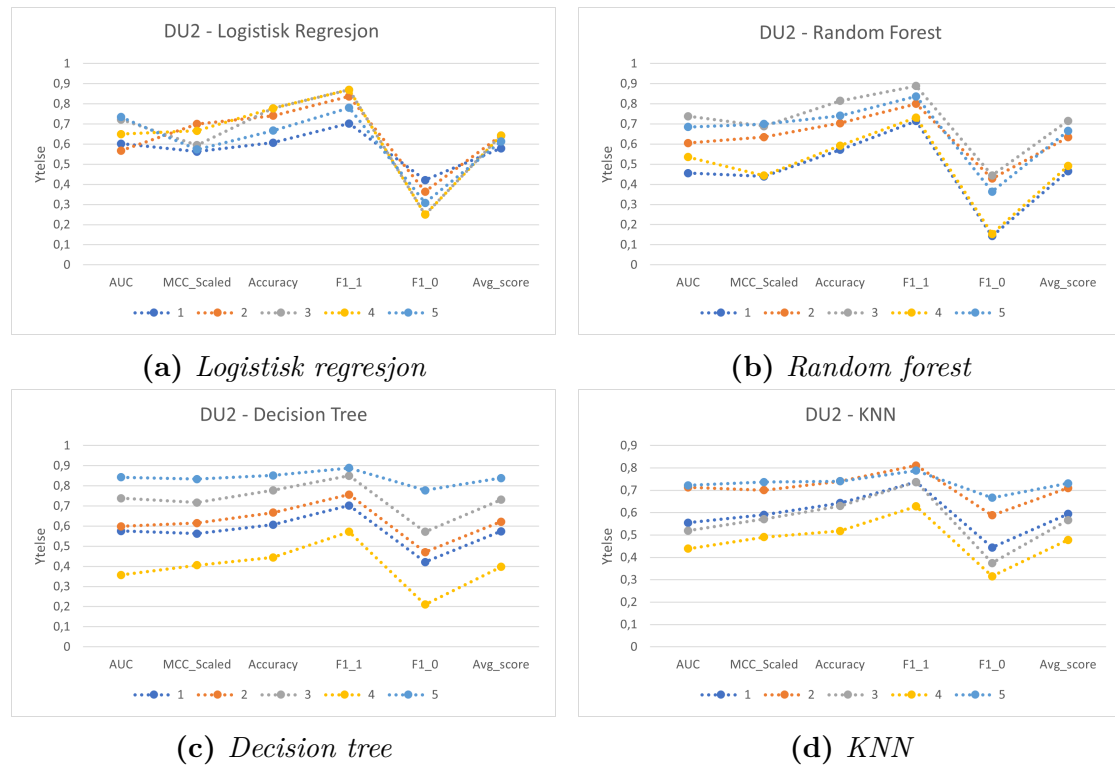 DU2 - Logistisk Regresjon
Ytelse
1
0,9
0,8
0,7
0,6
0,5
0,4
0,3
0,2
0,1
0
AUC MCC_Scaled Accuracy F1_1 F1_0 Avg_score
1 2 3 4 5
(a) Logistisk regresjon
DU2 - Random Forest
Ytelse
1
0,9
0,8
0,7
0,6
0,5
0,4
0,3
0,2
0,1
0
AUC MCC_Scaled Accuracy F1_1 F1_0 Avg_score
1 2 3 4 5
(b) Random forest
DU2 - Decision Tree
Ytelse
1
0,9
0,8
0,7
0,6
0,5
0,4
0,3
0,2
0,1
0
AUC MCC_Scaled Accuracy F1_1 F1_0 Avg_score
1 2 3 4 5
(c) Decision tree
DU2 - KNN
Ytelse
0,9
0,8
0,7
0,6
0,5
0,4
0,3
0,2
0,1
0
AUC MCC_Scaled Accuracy F1_1 F1_0 Avg_score
1 2 3 4 5
(d) KNN